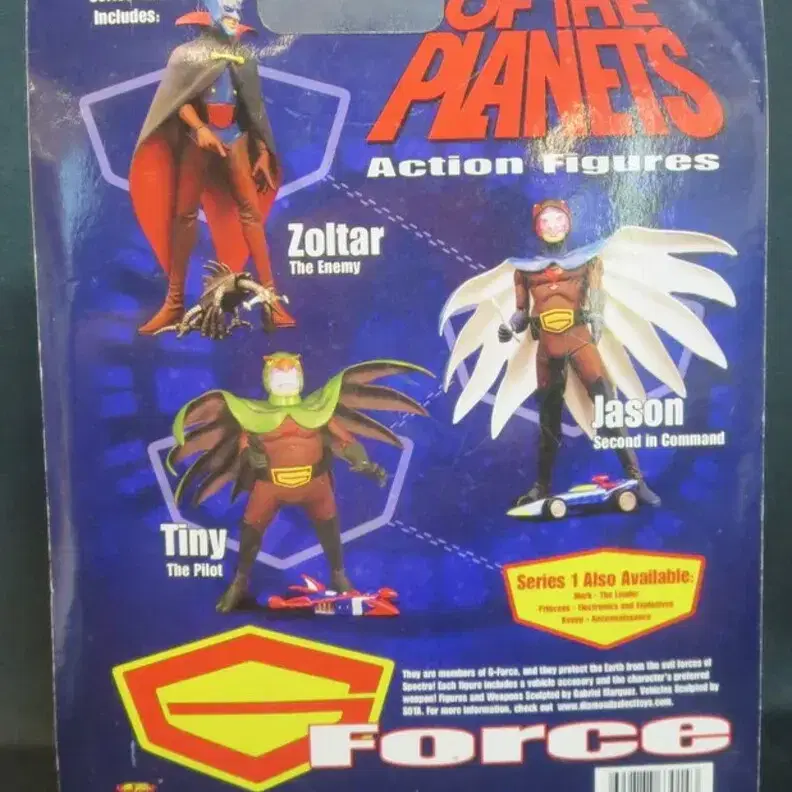 Includes:
OF THE
PLANETS
Action Figures
Zoltar
The Enemy
Jason
Second in Command
Tiny
The Pilot
Series 1 Also Available:
Mark - The Leader
Princess - Electronics and Explosives
Keyop - Reconnaissance
They are members of G-Force, and they protect the Earth from the evil forces of
Spectra! Each figure includes a vehicle accessory and the character's preferred
weapon! Figures and Weapons Sculpted by Gabriel Marquez. Vehicles Sculpted by
SOTA. For more information, check out www.diamondselecttoys.com.
G
Force